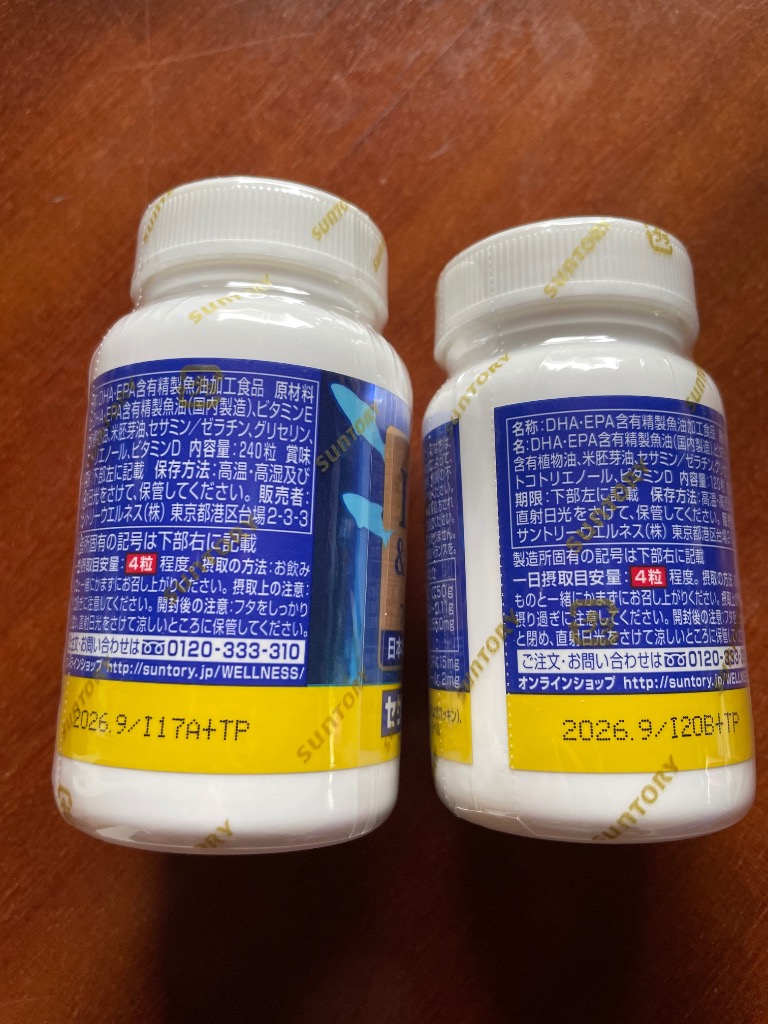 SUNTORY
DHA・EPA含有精製魚油加工食品 原材料
EPA含有精製魚油(国内製造)、ビタミンE
油、米胚芽油、セサミン/ゼラチン、グリセリン、
エノール、ビタミンD 内容量:240粒 賞味
下部左に記載 保存方法:高温・高湿及び
日光をさけて、保管してください。 販売者:
トリーウエルネス(株) 東京都港区台場2-3-3
所固有の記号は下部右に記載
摂取目安量:4粒 程度。摂取の方法:お飲み
と一緒にかまずにお召し上がりください。摂取上の注意:
ぎに注意してください。開封後の注意:フタをしっかり
、直射日光をさけて涼しいところに保管してください。
注文・お問い合わせは 0120-333-310
オンラインショップ http://suntory.jp/WELLNESS/
2026.9/I17A+TP
&
日本
セ
SUNTORY
名称:DHA・EPA含有精製魚油加工食品
名:DHA・EPA含有精製魚油(国内製造)、ビ
含有植物油、米胚芽油、セサミン/ゼラチン、グ
トコトリエノール、ビタミンD 内容量:120粒
期限:下部左に記載 保存方法:高温・高
直射日光をさけて、保管してください。
サントリーウエルネス(株) 東京都港区台場2
製造所固有の記号は下部右に記載
一日摂取目安量:4粒 程度。摂取の方法
ものと一緒にかまずにお召し上がりください。摂取上
摂り過ぎに注意してください。開封後の注意:フタを
と閉め、直射日光をさけて涼しいところに保管して
ご注文・お問い合わせは 0120-333-31
オンラインショップ http://suntory.jp/WELLNE
2026.9/I20B+TP